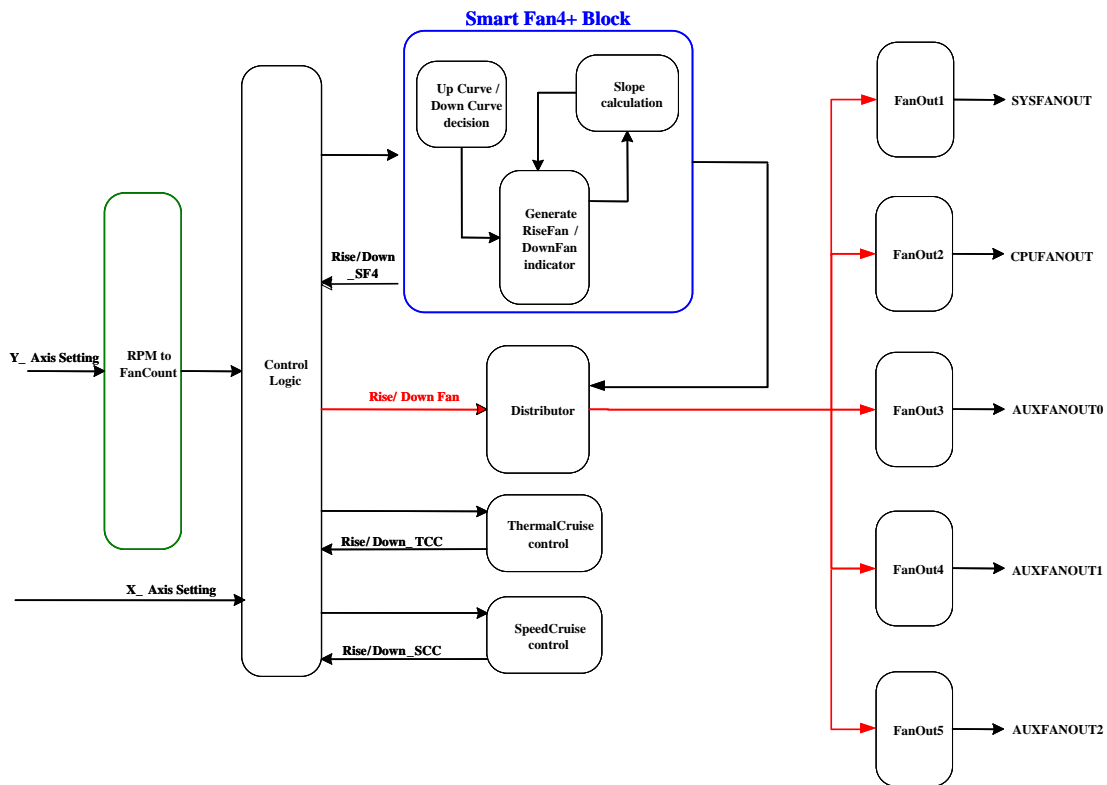 Smart Fan4+ Block
Up Curve /
Down Curve
decision
Slope
calculation
Generate
RiseFan /
DownFan
indicator
Rise/Down
_SF4
Y_ Axis Setting
RPM to
FanCount
Control
Logic
Rise/ Down Fan
Distributor
ThermalCruise
control
Rise/Down_TCC
X_ Axis Setting
SpeedCruise
control
Rise/Down_SCC
FanOut1
SYSFANOUT
FanOut2
CPUFANOUT
FanOut3
AUXFANOUT0
FanOut4
AUXFANOUT1
FanOut5
AUXFANOUT2